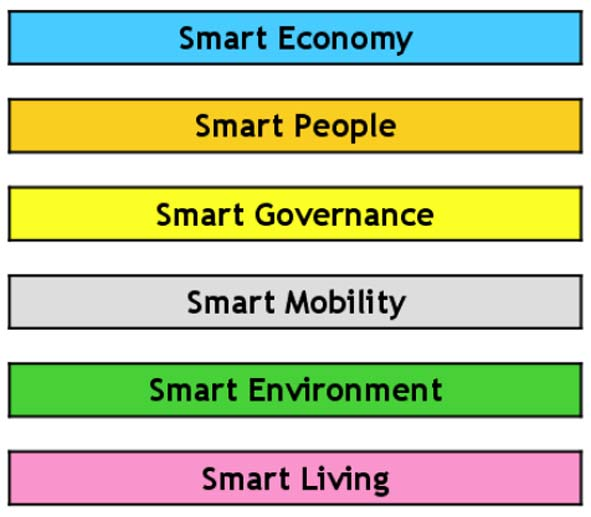 Smart Economy
Smart People
Smart Governance
Smart Mobility
Smart Environment
Smart Living